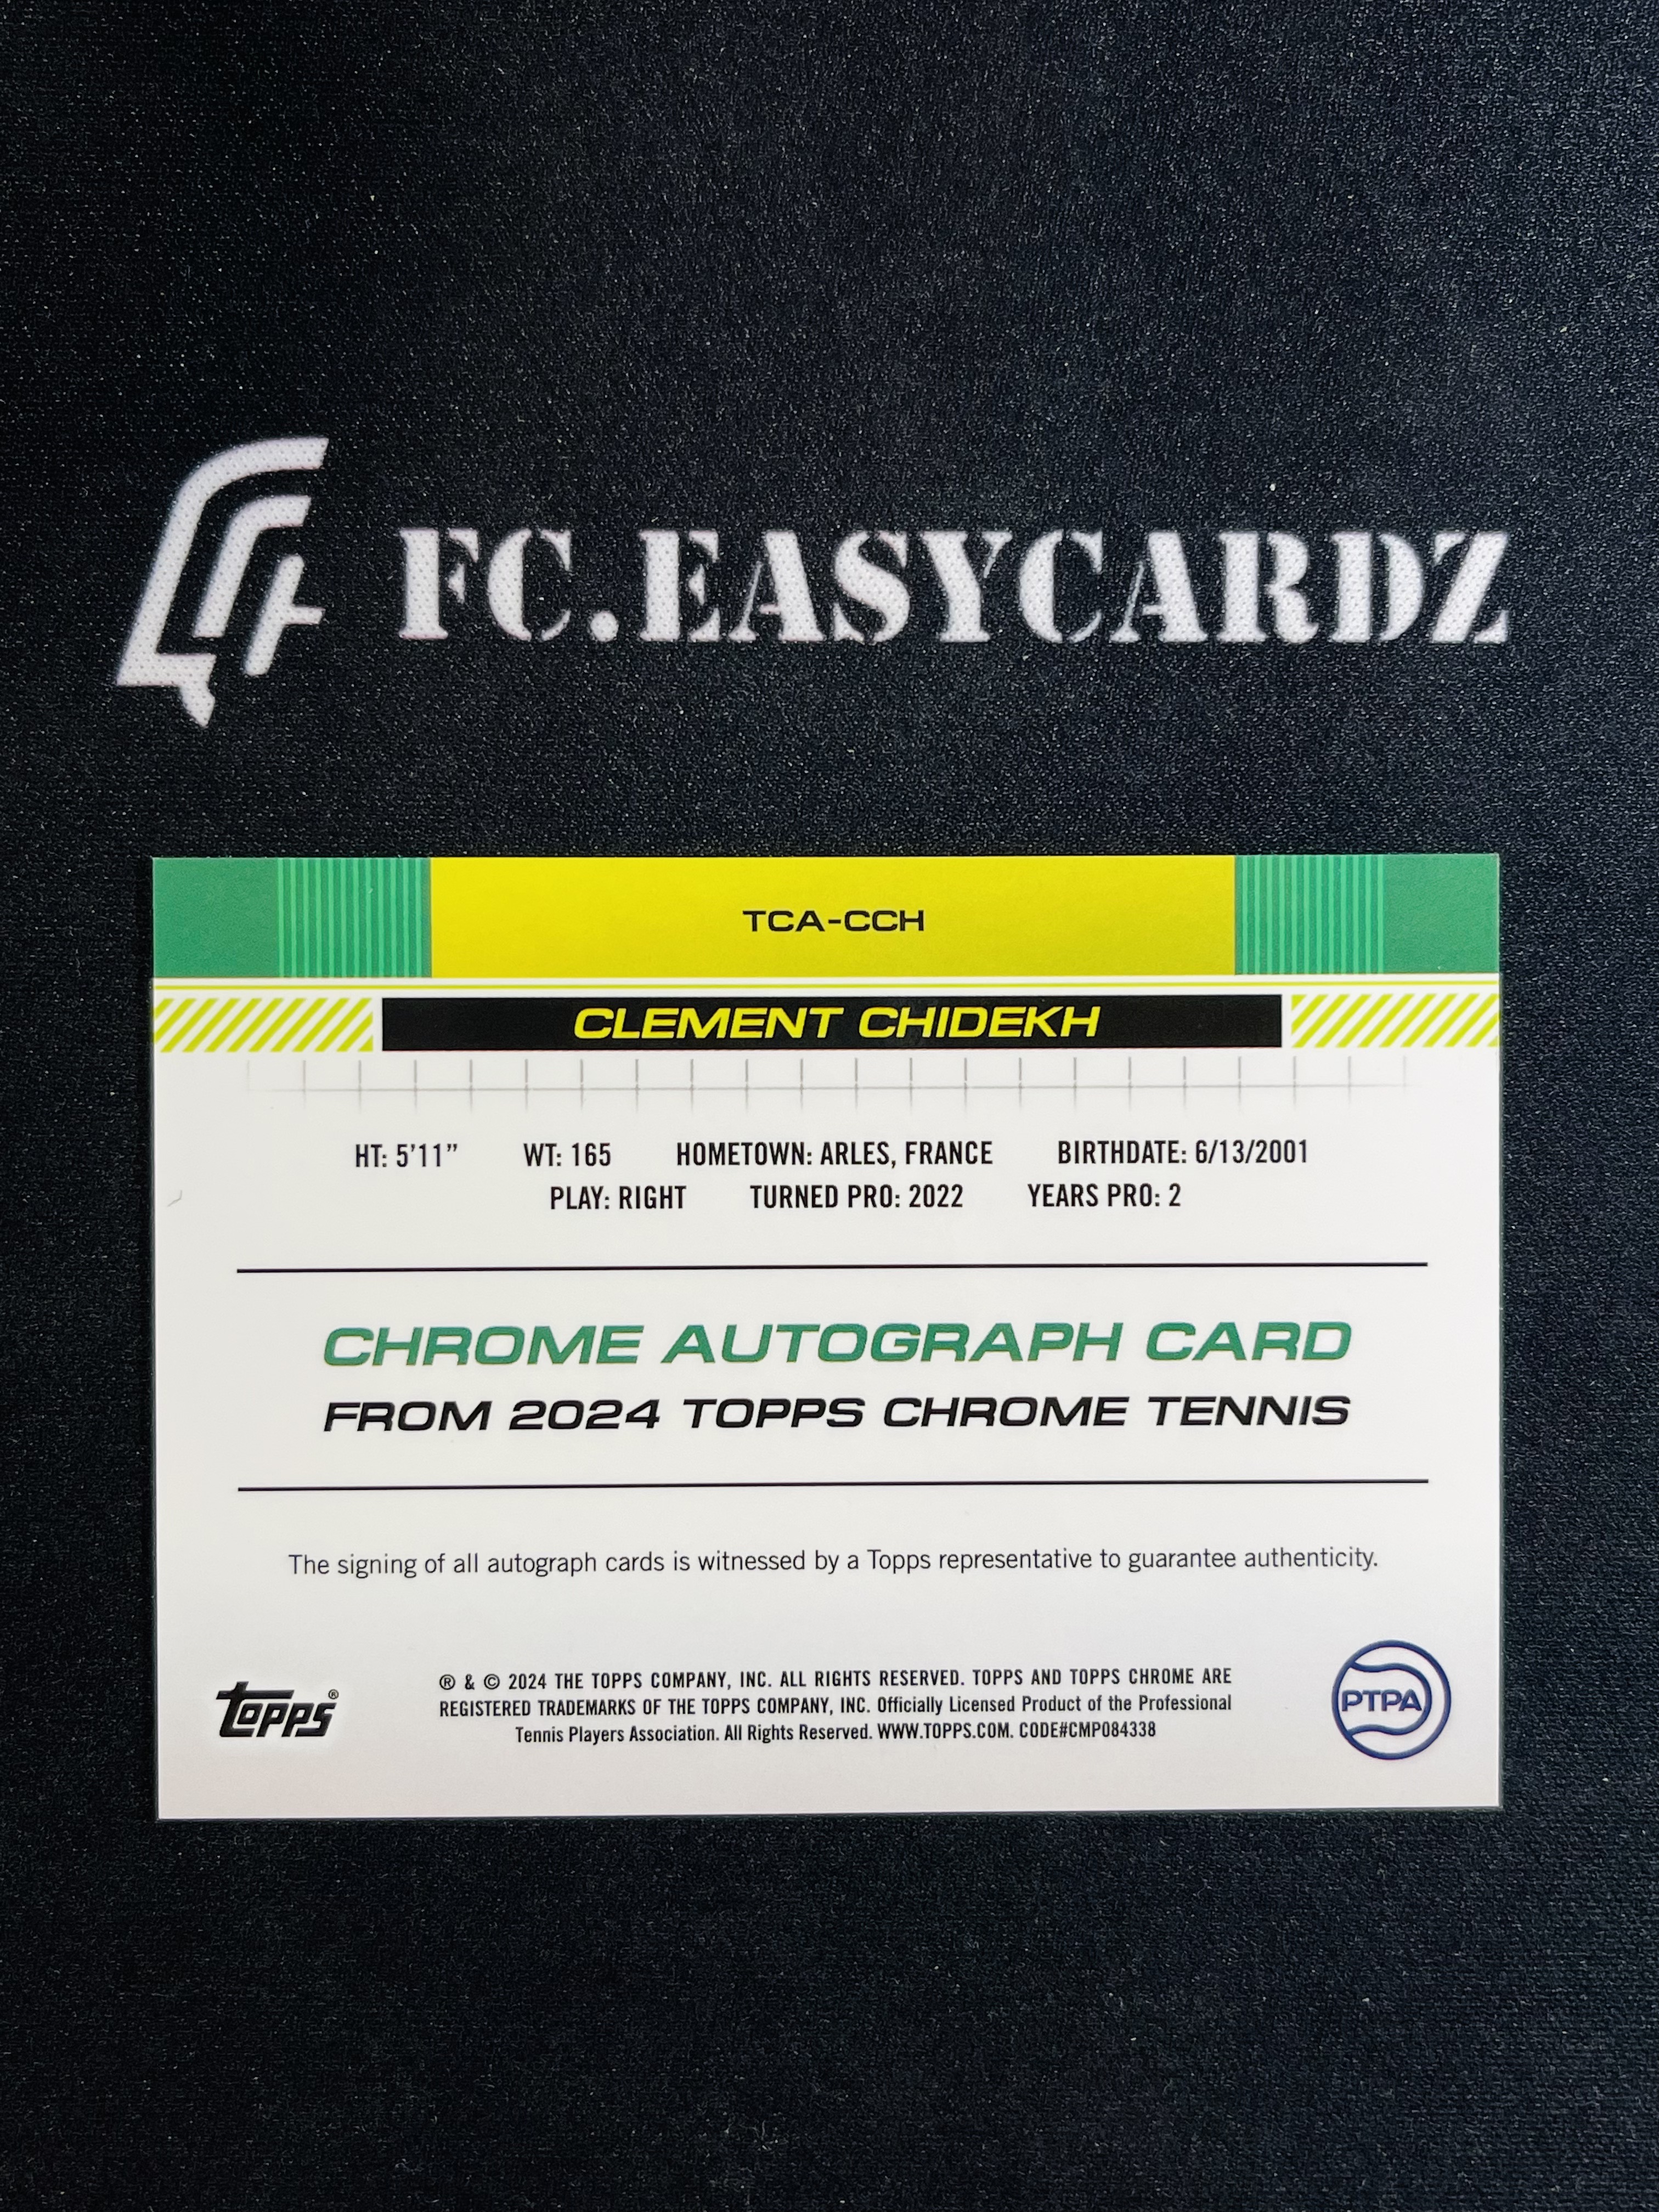 FC.EASYCARDZ
TCA-CCH
CLEMENT CHIDEKH
HT: 5'11” WT: 165 HOMETOWN: ARLES, FRANCE BIRTHDATE: 6/13/2001
PLAY: RIGHT TURNED PRO: 2022 YEARS PRO: 2
CHROME AUTOGRAPH CARD
FROM 2024 TOPPS CHROME TENNIS
The signing of all autograph cards is witnessed by a Topps representative to guarantee authenticity.
topps®
® & © 2024 THE TOPPS COMPANY, INC. ALL RIGHTS RESERVED. TOPPS AND TOPPS CHROME ARE
REGISTERED TRADEMARKS OF THE TOPPS COMPANY, INC. Officially Licensed Product of the Professional
Tennis Players Association. All Rights Reserved. WWW.TOPPS.COM. CODE#CMP084338
PTPA